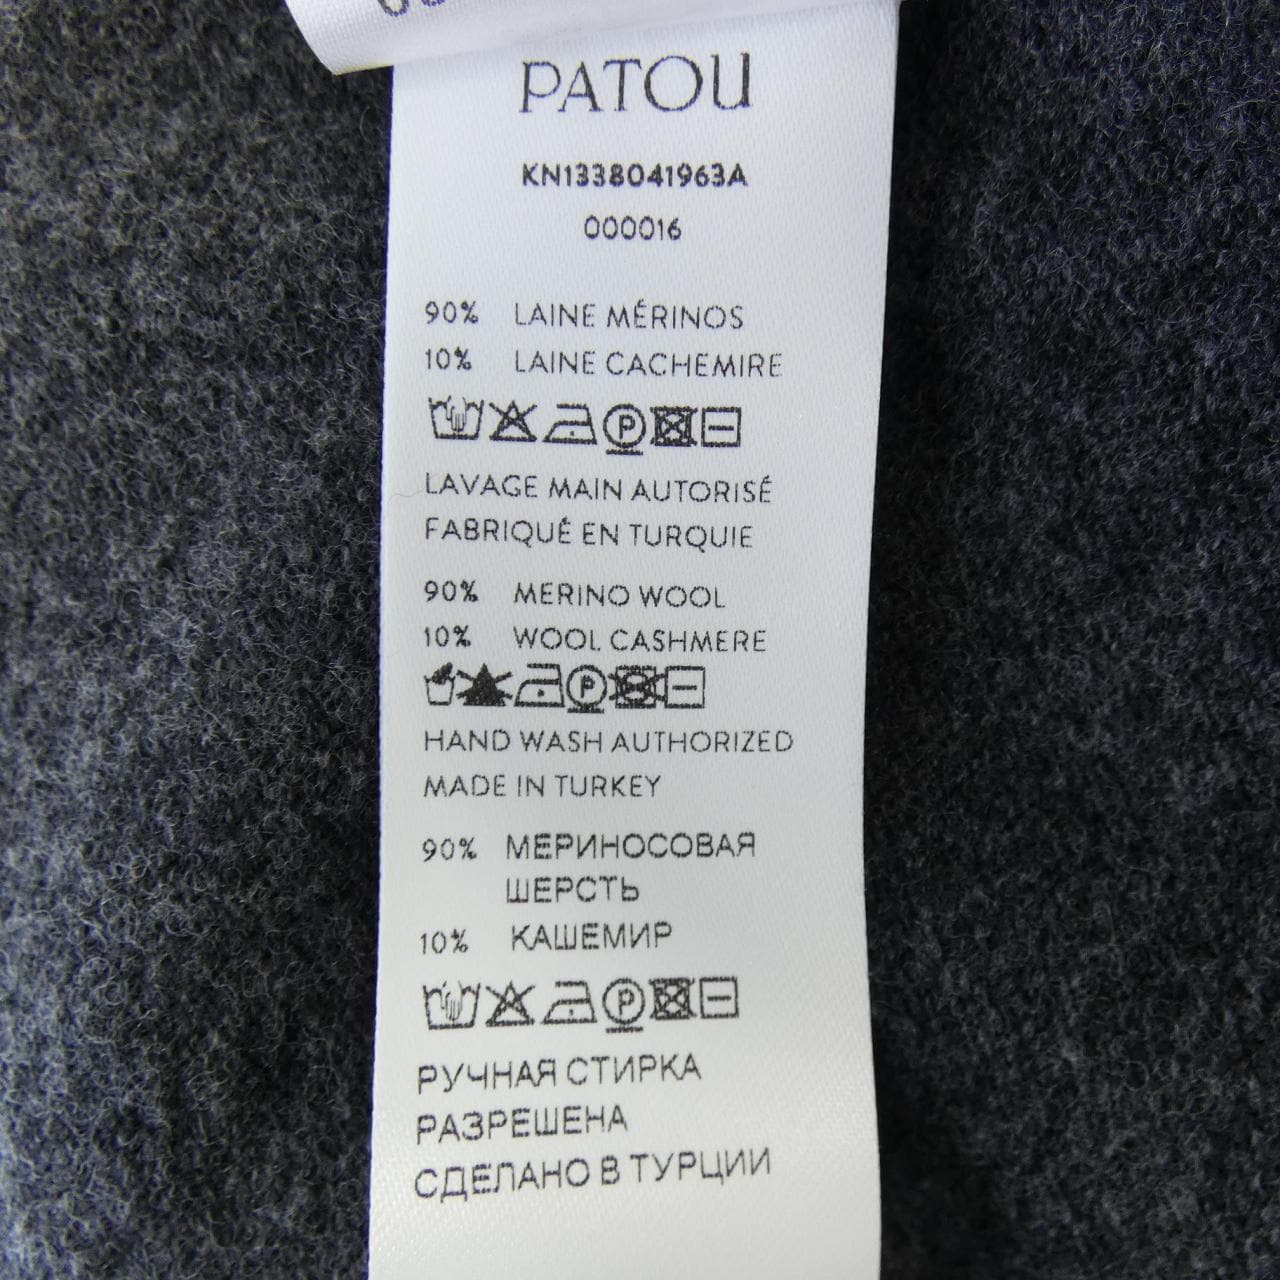 PATOU
KN1338041963A
000016
90% LAINE MÉRINOS
10% LAINE CACHEMIRE
LAVAGE MAIN AUTORISÉ
FABRIQUÉ EN TURQUIE
90% MERINO WOOL
10% WOOL CASHMERE
HAND WASH AUTHORIZED
MADE IN TURKEY
90% МЕРИНОСОВАЯ
ШЕРСТЬ
10% КАШЕМИР
РУЧНАЯ СТИРКА
РАЗРЕШЕНА
СДЕЛАНО В ТУРЦИИ